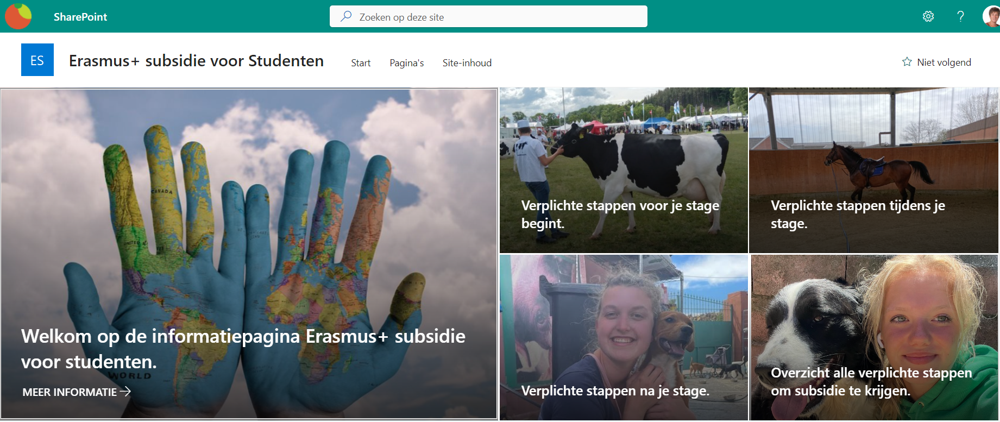 SharePoint
Zoeken op deze site
ES
Erasmus+ subsidie voor Studenten
Start
Pagina's
Site-inhoud
Niet volgend
CANADA
Welkom op de informatiepagina Erasmus+ subsidie
voor studenten.
WORLD
MEER INFORMATIE
Verplichte stappen voor je stage
begint.
Verplichte stappen tijdens je
stage.
Verplichte stappen na je stage.
Overzicht alle verplichte stappen
om subsidie te krijgen.